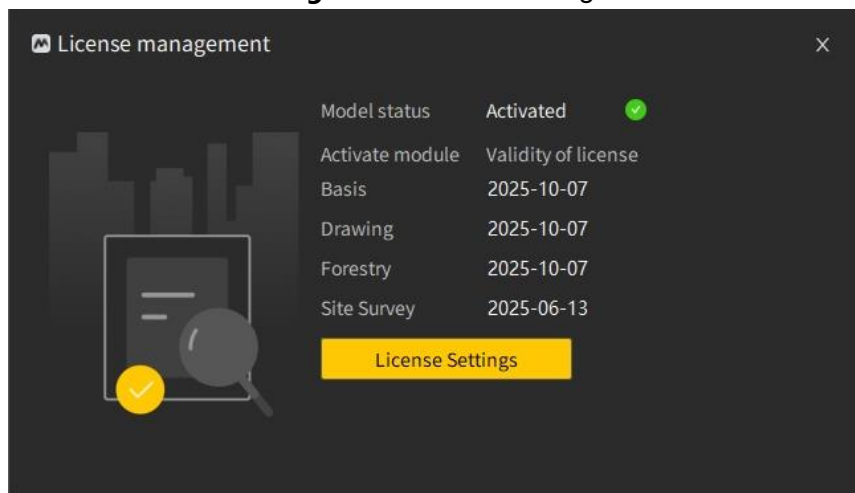 License management X
Model status Activated
Activate module Validity of license
Basis 2025-10-07
Drawing 2025-10-07
Forestry 2025-10-07
Site Survey 2025-06-13
License Settings